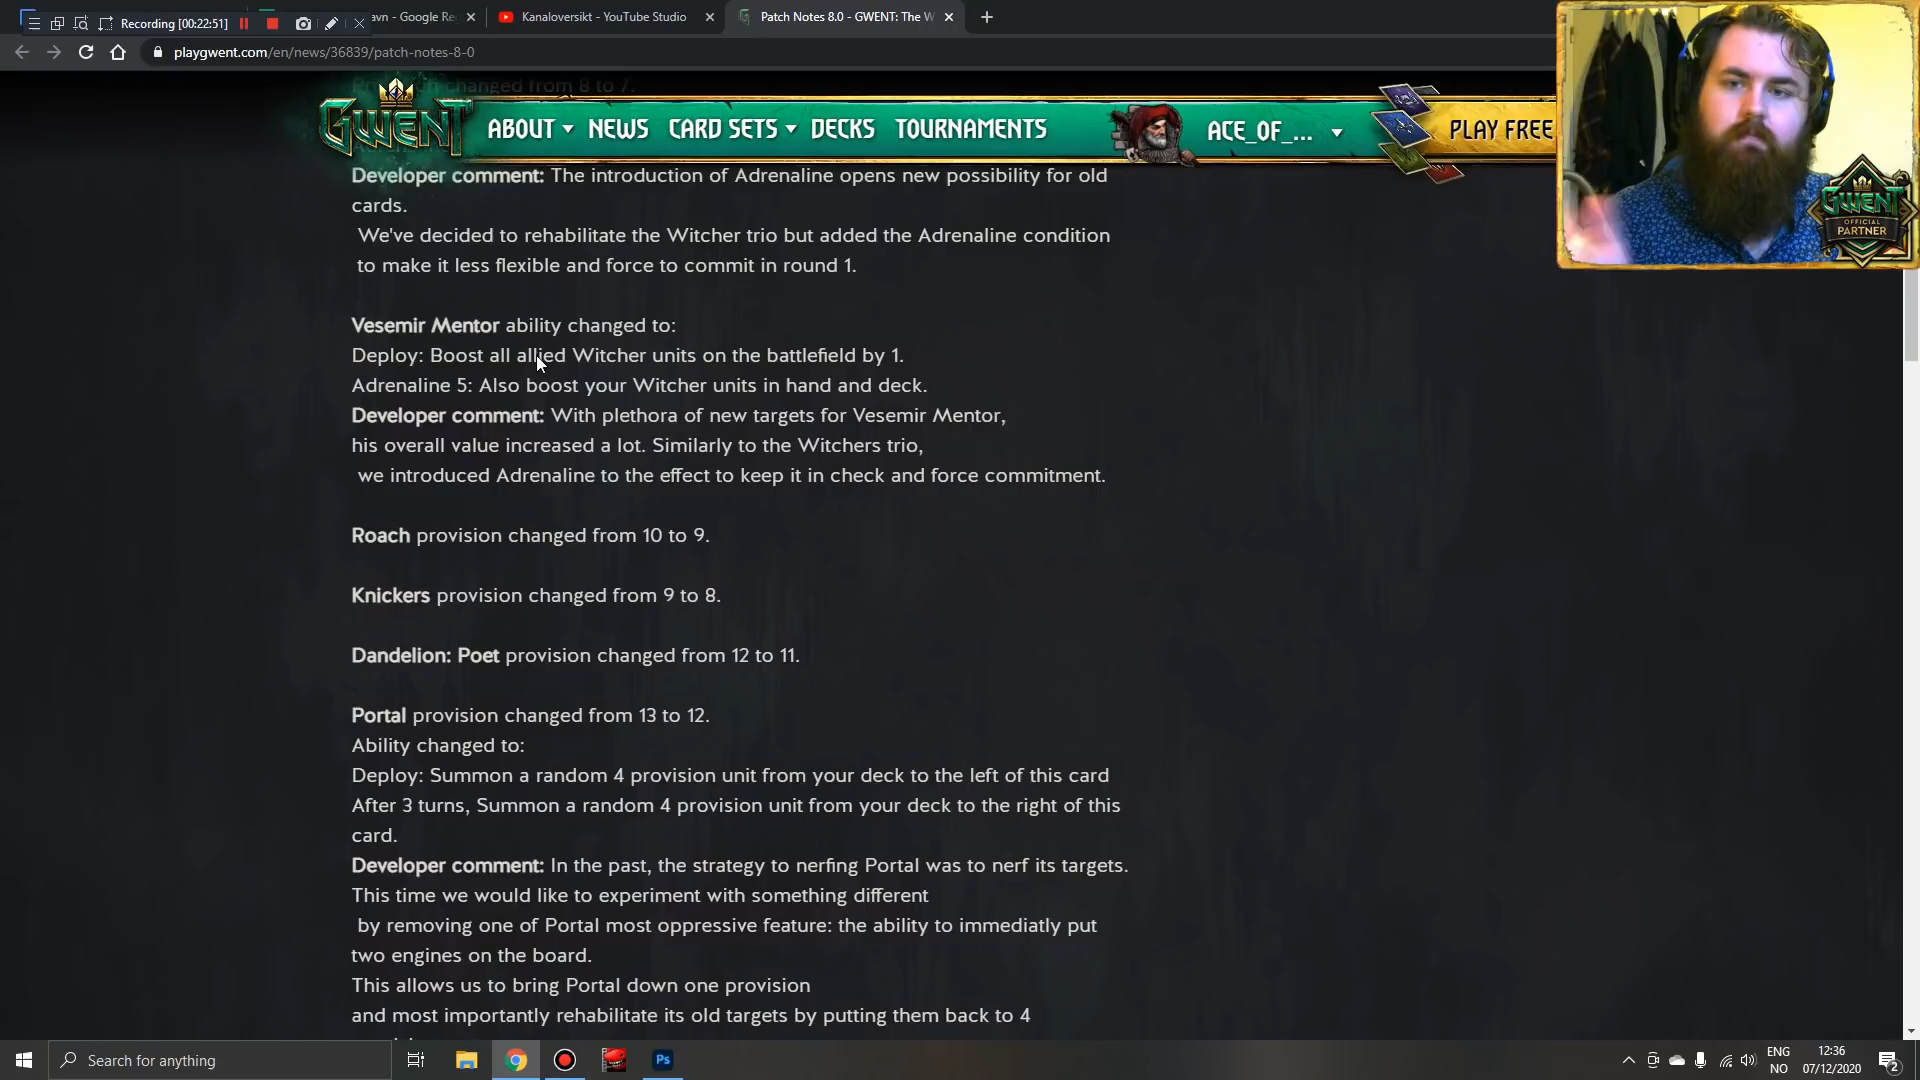 Recording [00:22:51]
avn - Google Re
Kanaloversikt - YouTube Studio
Patch Notes 8.0 - GWENT: The W
playgwent.com/en/news/36839/patch-notes-8-0
changed from 8 to 7.
GWENT
ABOUT
NEWS
CARD SETS
DECKS
TOURNAMENTS
ACE_OF_...
PLAY FREE
GWENT
OFFICIAL
PARTNER
Developer comment: The introduction of Adrenaline opens new possibility for old
cards.
We've decided to rehabilitate the Witcher trio but added the Adrenaline condition
to make it less flexible and force to commit in round 1.
Vesemir Mentor ability changed to:
Deploy: Boost all allied Witcher units on the battlefield by 1.
Adrenaline 5: Also boost your Witcher units in hand and deck.
Developer comment: With plethora of new targets for Vesemir Mentor,
his overall value increased a lot. Similarly to the Witchers trio,
we introduced Adrenaline to the effect to keep it in check and force commitment.
Roach provision changed from 10 to 9.
Knickers provision changed from 9 to 8.
Dandelion: Poet provision changed from 12 to 11.
Portal provision changed from 13 to 12.
Ability changed to:
Deploy: Summon a random 4 provision unit from your deck to the left of this card
After 3 turns, Summon a random 4 provision unit from your deck to the right of this
card.
Developer comment: In the past, the strategy to nerfing Portal was to nerf its targets.
This time we would like to experiment with something different
by removing one of Portal most oppressive feature: the ability to immediatly put
two engines on the board.
This allows us to bring Portal down one provision
and most importantly rehabilitate its old targets by putting them back to 4
Search for anything
Ps
ENG
NO
12:36
07/12/2020
2